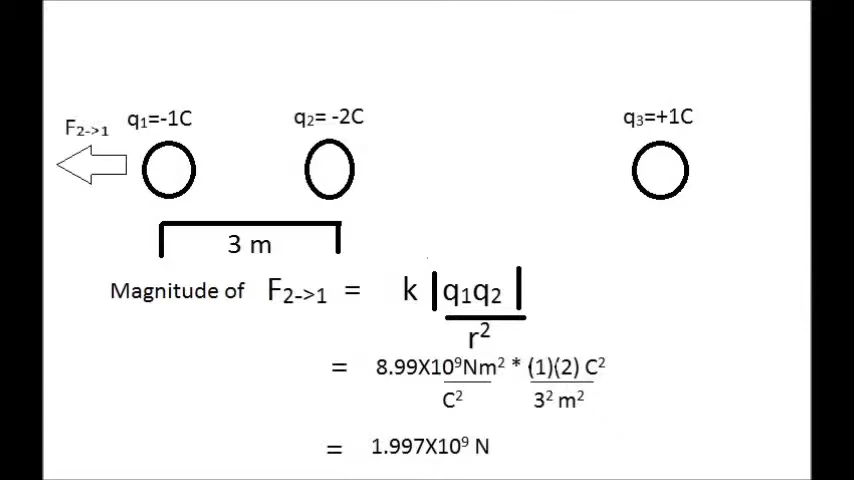 q₁=-1C q₂= -2C q₃=+1C
F₂->₁
3 m
Magnitude of F₂->₁ = k |q₁q₂|
r²
= 8.99X10⁹Nm² * (1)(2) C²
C² 3² m²
= 1.997X10⁹ N